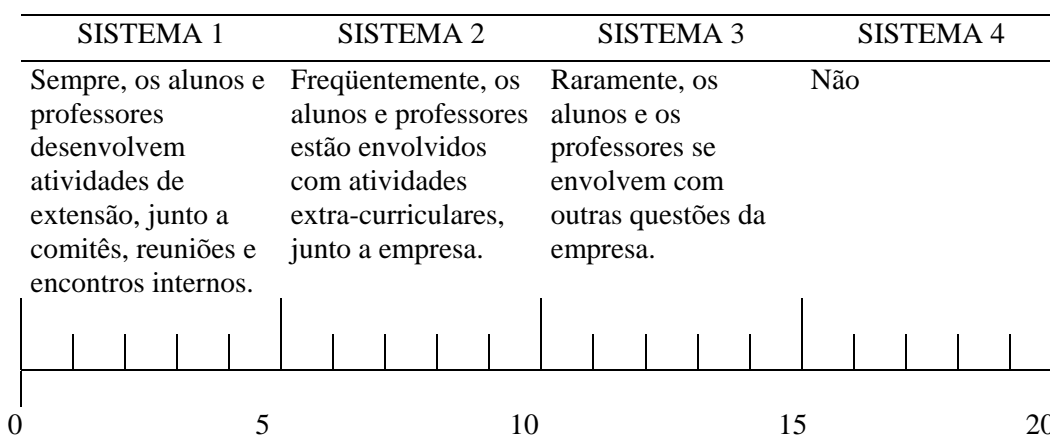 SISTEMA 1 SISTEMA 2 SISTEMA 3 SISTEMA 4
Sempre, os alunos e
professores
desenvolvem
atividades de
extensão, junto a
comitês, reuniões e
encontros internos.
Freqüentemente, os
alunos e professores
estão envolvidos
com atividades
extra-curriculares,
junto a empresa.
Raramente, os
alunos e os
professores se
envolvem com
outras questões da
empresa.
Não
0 5 10 15 20